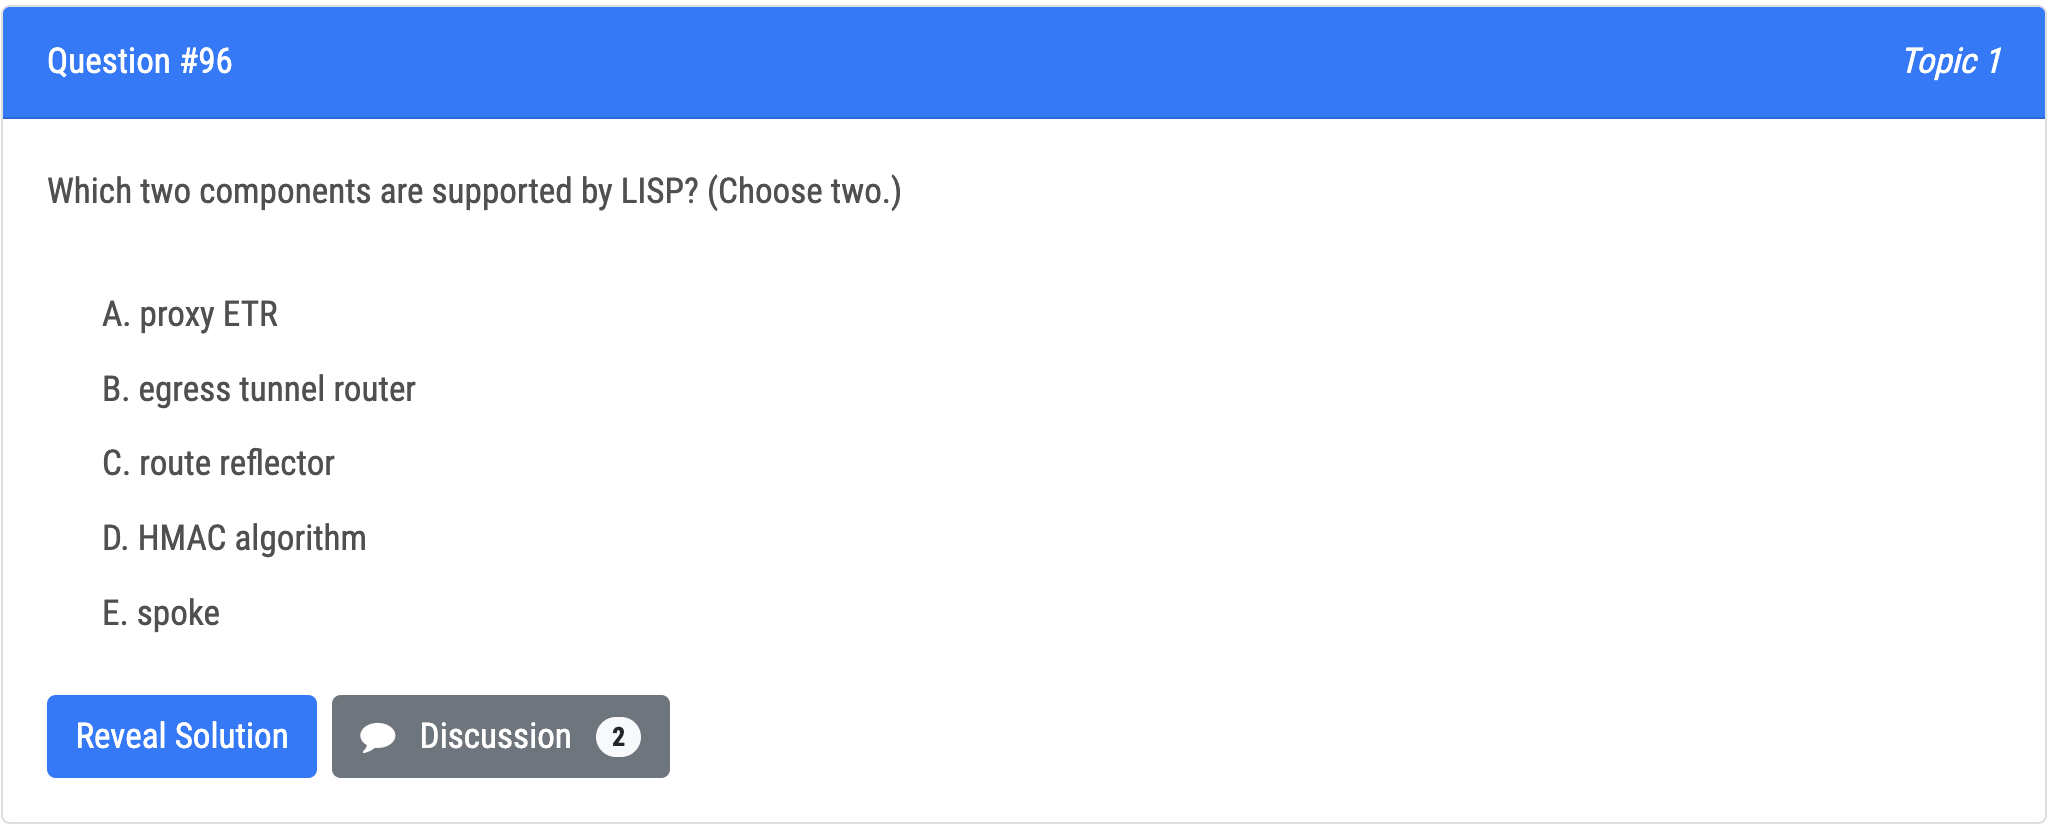 Question #96
Topic 1
Which two components are supported by LISP? (Choose two.)
A. proxy ETR
B. egress tunnel router
C. route reflector
D. HMAC algorithm
E. spoke
Reveal Solution
Discussion 2